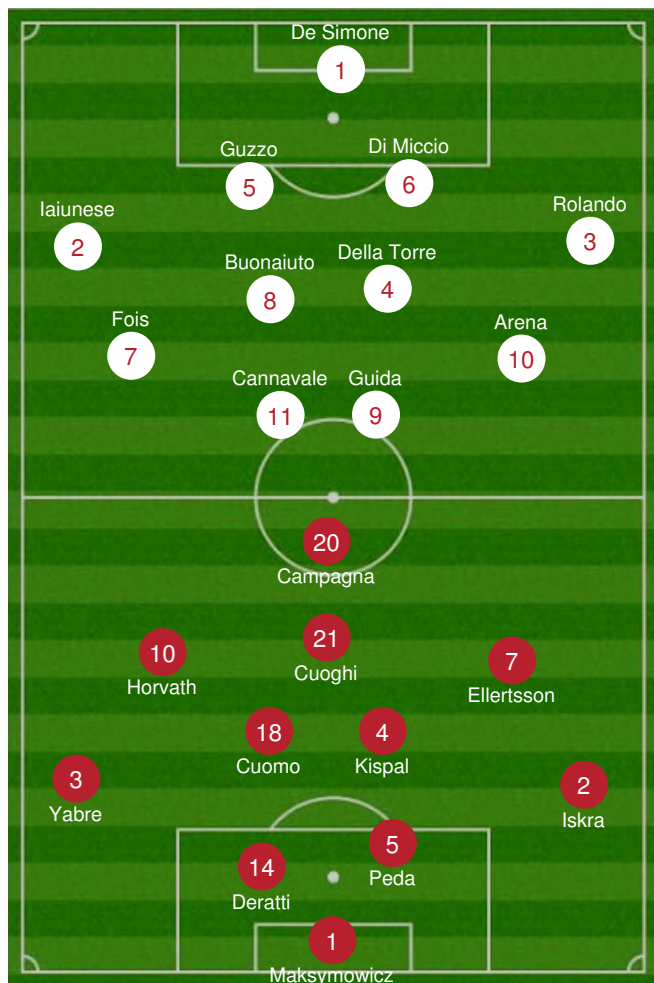 De Simone
1
Guzzo
5
Di Miccio
6
Iaiunese
2
Rolando
3
Buonaiuto
8
Della Torre
4
Fois
7
Arena
10
Cannavale
11
Guida
9
20
Campagna
21
Cuoghi
10
Horvath
7
Ellertsson
18
Cuomo
4
Kispal
3
Yabre
2
Iskra
14
Deratti
5
Peda
1
Maksymowicz